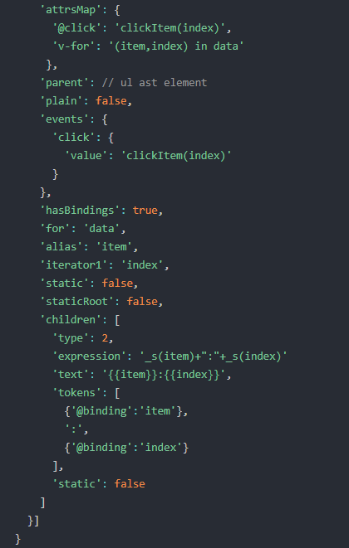 'attrsMap': {
'@click': 'clickItem(index)',
'v-for': '(item,index) in data'
},
'parent': // ul ast element
'plain': false,
'events': {
'click': {
'value': 'clickItem(index)'
}
},
'hasBindings': true,
'for': 'data',
'alias': 'item',
'iterator1': 'index',
'static': false,
'staticRoot': false,
'children': [
'type': 2,
'expression': '_s(item)+":"+_s(index)'
'text': '{{item}}:{{index}}',
'tokens': [
{'@binding':'item'},
':',
{'@binding':'index'}
],
'static': false
]
}]
}